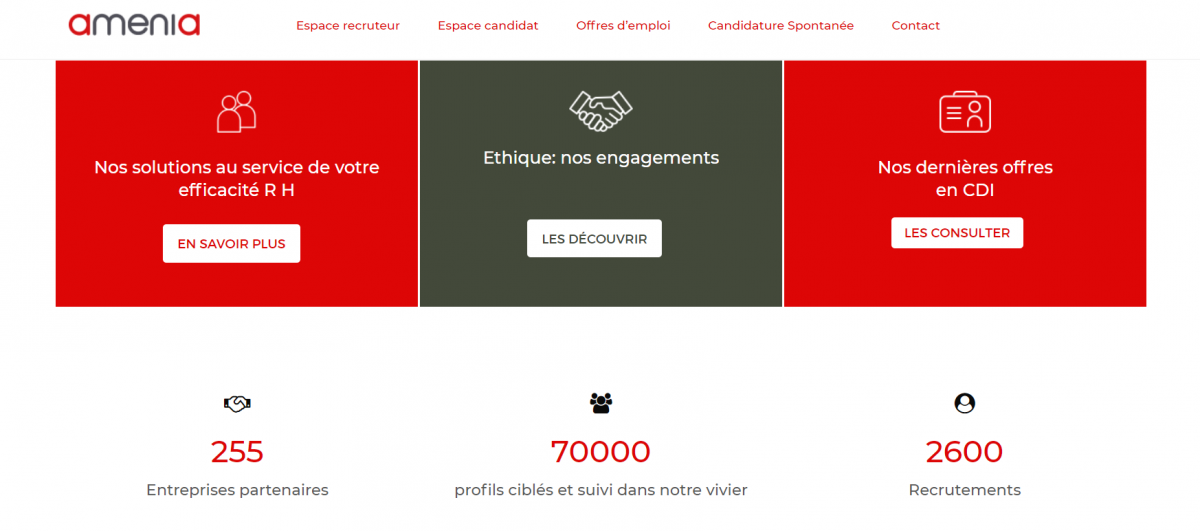 amenia
Espace recruteur
Espace candidat
Offres d'emploi
Candidature Spontanée
Contact
Nos solutions au service de votre
efficacité R H
EN SAVOIR PLUS
Ethique: nos engagements
LES DÉCOUVRIR
Nos dernières offres
en CDI
LES CONSULTER
255
Entreprises partenaires
70000
profils ciblés et suivi dans notre vivier
2600
Recrutements